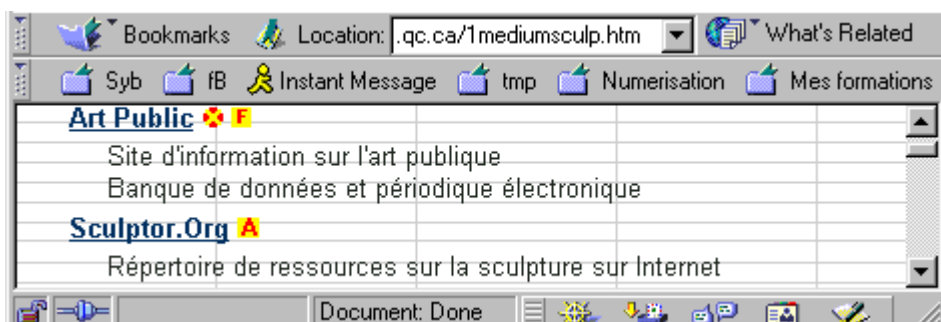 Bookmarks Location: .qc.ca/1mediumsculp.htm What's Related
Syb fB Instant Message tmp Numerisation Mes formations
Art Public F
Site d'information sur l'art publique
Banque de données et périodique électronique
Sculptor.Org A
Répertoire de ressources sur la sculpture sur Internet
Document: Done